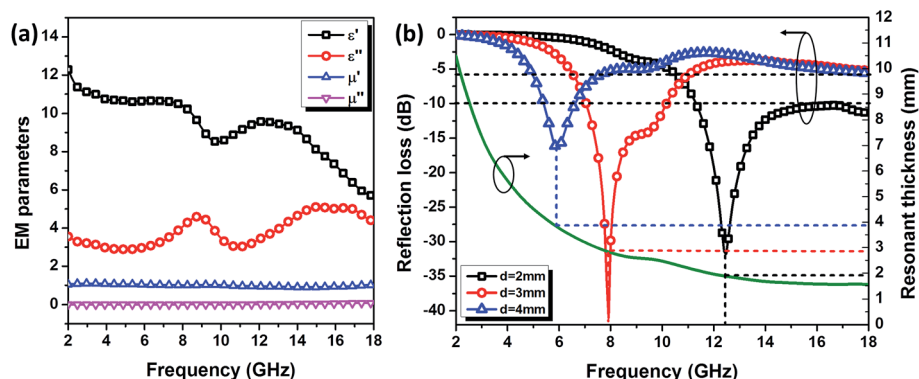 (a)
EM parameters
14
12
10
8
6
4
2
0
ε'
ε''
μ'
μ''
2 4 6 8 10 12 14 16 18
Frequency (GHz)
(b)
Reflection loss (dB)
0
-5
-10
-15
-20
-25
-30
-35
-40
d=2mm
d=3mm
d=4mm
2 4 6 8 10 12 14 16 18
Frequency (GHz)
12
11
10
9
8
7
6
5
4
3
2
1
0
Resonant thickness (mm)